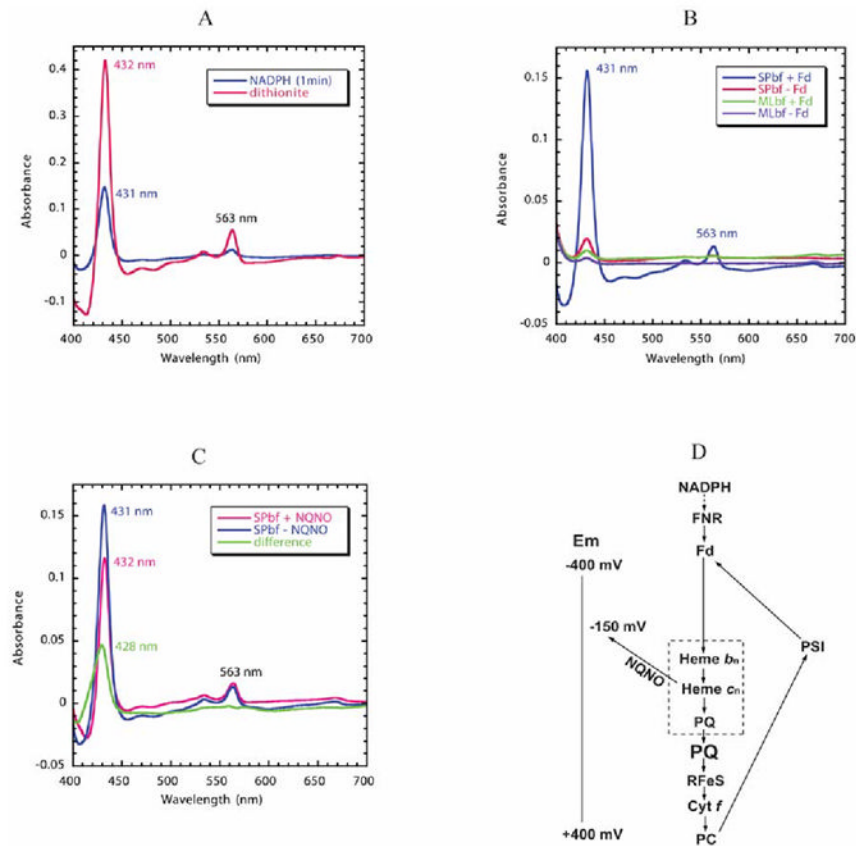 A
432 nm
431 nm
563 nm
NADPH (1min)
dithionite
Absorbance
0.4
0.3
0.2
0.1
0
-0.1
400 450 500 550 600 650 700
Wavelength (nm)
B
431 nm
563 nm
SPbf + Fd
SPbf - Fd
MLbf + Fd
MLbf - Fd
Absorbance
0.15
0.1
0.05
0
-0.05
400 450 500 550 600 650 700
Wavelength (nm)
C
431 nm
432 nm
428 nm
563 nm
SPbf + NQNO
SPbf - NQNO
difference
Absorbance
0.15
0.1
0.05
0
-0.05
400 450 500 550 600 650 700
Wavelength (nm)
D
NADPH
FNR
Fd
Em
-400 mV
-150 mV
NQNO
Heme bn
Heme cn
PQ
PQ
RFeS
Cyt f
PC
PSI
+400 mV